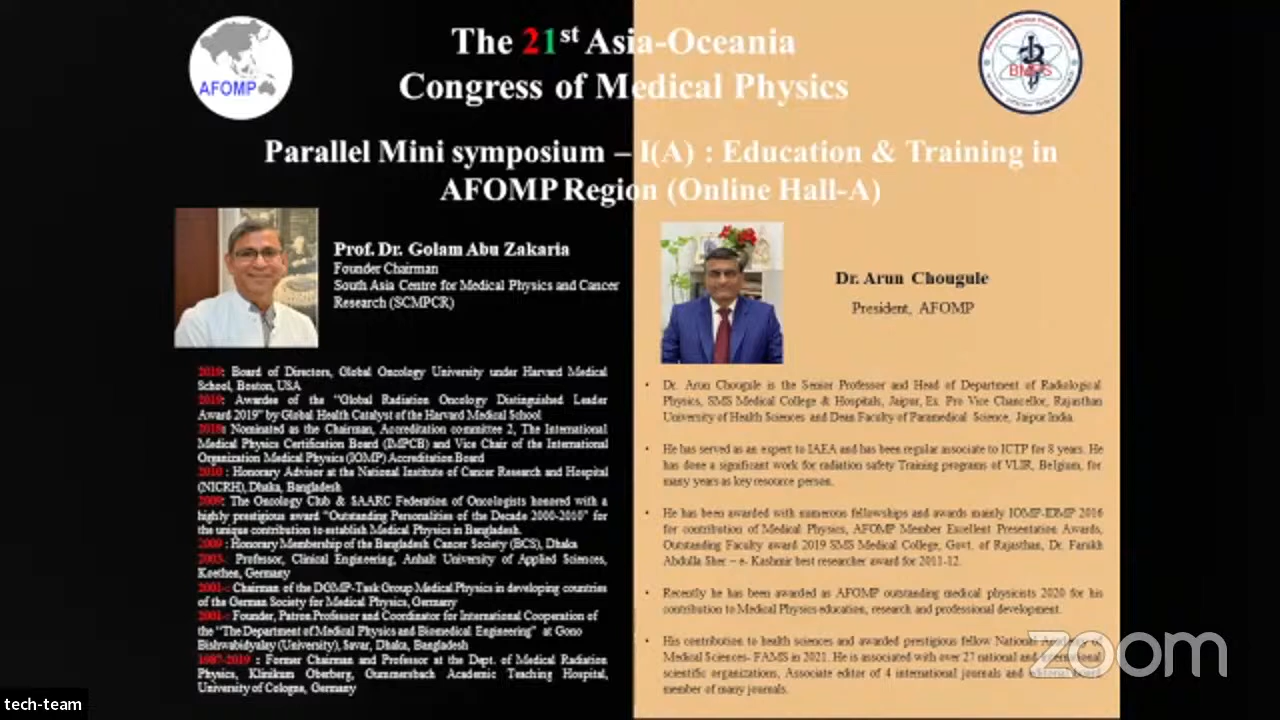 The 21st Asia-Oceania
Congress of Medical Physics
AFOMP
BMPS
Parallel Mini symposium – I(A) : Education & Training in
AFOMP Region (Online Hall-A)
Prof. Dr. Golam Abu Zakaria
Founder Chairman
South Asia Centre for Medical Physics and Cancer
Research (SCMPCR)
2019: Board of Directors, Global Oncology University under Harvard Medical
School, Boston, USA
2019: Awardee of the "Global Radiation Oncology Distinguished Leader
Award 2019" by Global Health Catalyst of the Harvard Medical School
Nominated as the Chairman, Accreditation committee 2, The International
Medical Physics Certification Board (IMPCB) and Vice Chair of the International
Organization Medical Physics (IOMP) Accreditation Board
2010 : Honorary Advisor at the National Institute of Cancer Research and Hospital
(NICRH), Dhaka, Bangladesh
2009: The Oncology Club & SAARC Federation of Oncologists honored with a
highly prestigious award "Outstanding Personalities of the Decade 2000-2010" for
the unique contribution to establish Medical Physics in Bangladesh.
2009 : Honorary Membership of the Bangladesh Cancer Society (BCS), Dhaka
2003-: Professor, Clinical Engineering, Anhalt University of Applied Sciences,
Koethen, Germany
2001-: Chairman of the DGMP-Task Group Medical Physics in developing countries
of the German Society for Medical Physics, Germany
2001-: Founder, Patron Professor and Coordinator for International Cooperation of
the "The Department of Medical Physics and Biomedical Engineering" at Gono
Bishwabidyalay (University), Savar, Dhaka, Bangladesh
1987-2019 : Former Chairman and Professor at the Dept. of Medical Radiation
Physics, Klinikum Oberberg, Gummersbach Academic Teaching Hospital,
University of Cologne, Germany
Dr. Arun Chougule
President, AFOMP
• Dr. Arun Chougule is the Senior Professor and Head of Department of Radiological
Physics, SMS Medical College & Hospitals, Jaipur, Ex. Pro Vice Chancellor, Rajasthan
University of Health Sciences and Dean Faculty of Paramedical Science, Jaipur India.
• He has served as an expert to IAEA and has been regular associate to ICTP for 8 years. He
has done a significant work for radiation safety Training programs of VLIR, Belgium, for
many years as key resource person.
• He has been awarded with numerous fellowships and awards mainly IOMP-IDMP 2016
for contribution of Medical Physics, AFOMP Member Excellent Presentation Awards,
Outstanding Faculty award 2019 SMS Medical College, Govt. of Rajasthan, Dr. Farukh
Abdulla Sher – e- Kashmir best researcher award for 2011-12.
• Recently he has been awarded as AFOMP outstanding medical physicists 2020 for his
contribution to Medical Physics education, research and professional development.
• His contribution to health sciences and awarded prestigious fellow National Academy of
Medical Sciences- FAMS in 2021. He is associated with over 27 national and international
scientific organizations, Associate editor of 4 international journals and editorial board
member of many journals.
zoom
tech-team